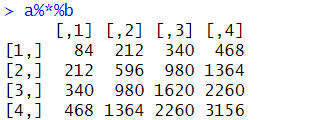 > a%*%b
[,1] [,2] [,3] [,4]
[1,] 84 212 340 468
[2,] 212 596 980 1364
[3,] 340 980 1620 2260
[4,] 468 1364 2260 3156